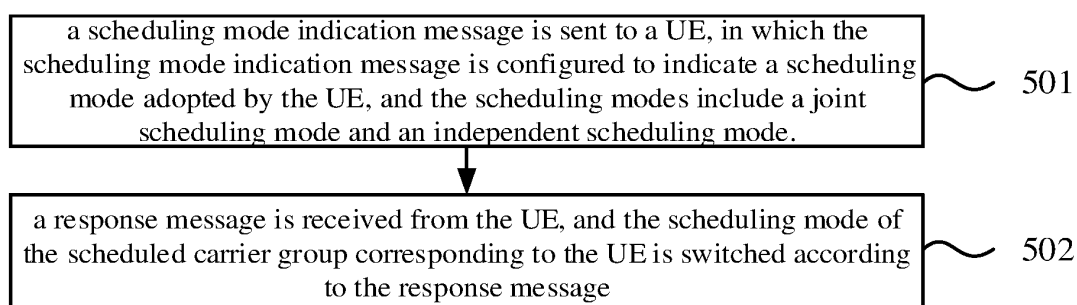 a scheduling mode indication message is sent to a UE, in which the
scheduling mode indication message is configured to indicate a scheduling
mode adopted by the UE, and the scheduling modes include a joint
scheduling mode and an independent scheduling mode.
501
a response message is received from the UE, and the scheduling mode of
the scheduled carrier group corresponding to the UE is switched according
to the response message
502